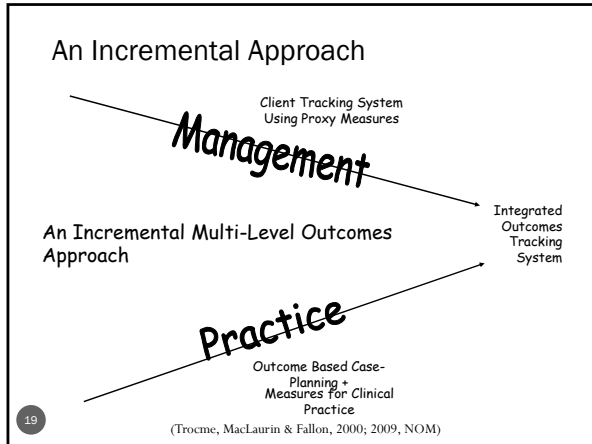 An Incremental Approach
Client Tracking System
Using Proxy Measures
Management
Integrated
Outcomes
Tracking
System
An Incremental Multi-Level Outcomes
Approach
Practice
Outcome Based Case-
Planning +
Measures for Clinical
Practice
19
(Trocme, MacLaurin & Fallon, 2000; 2009, NOM)